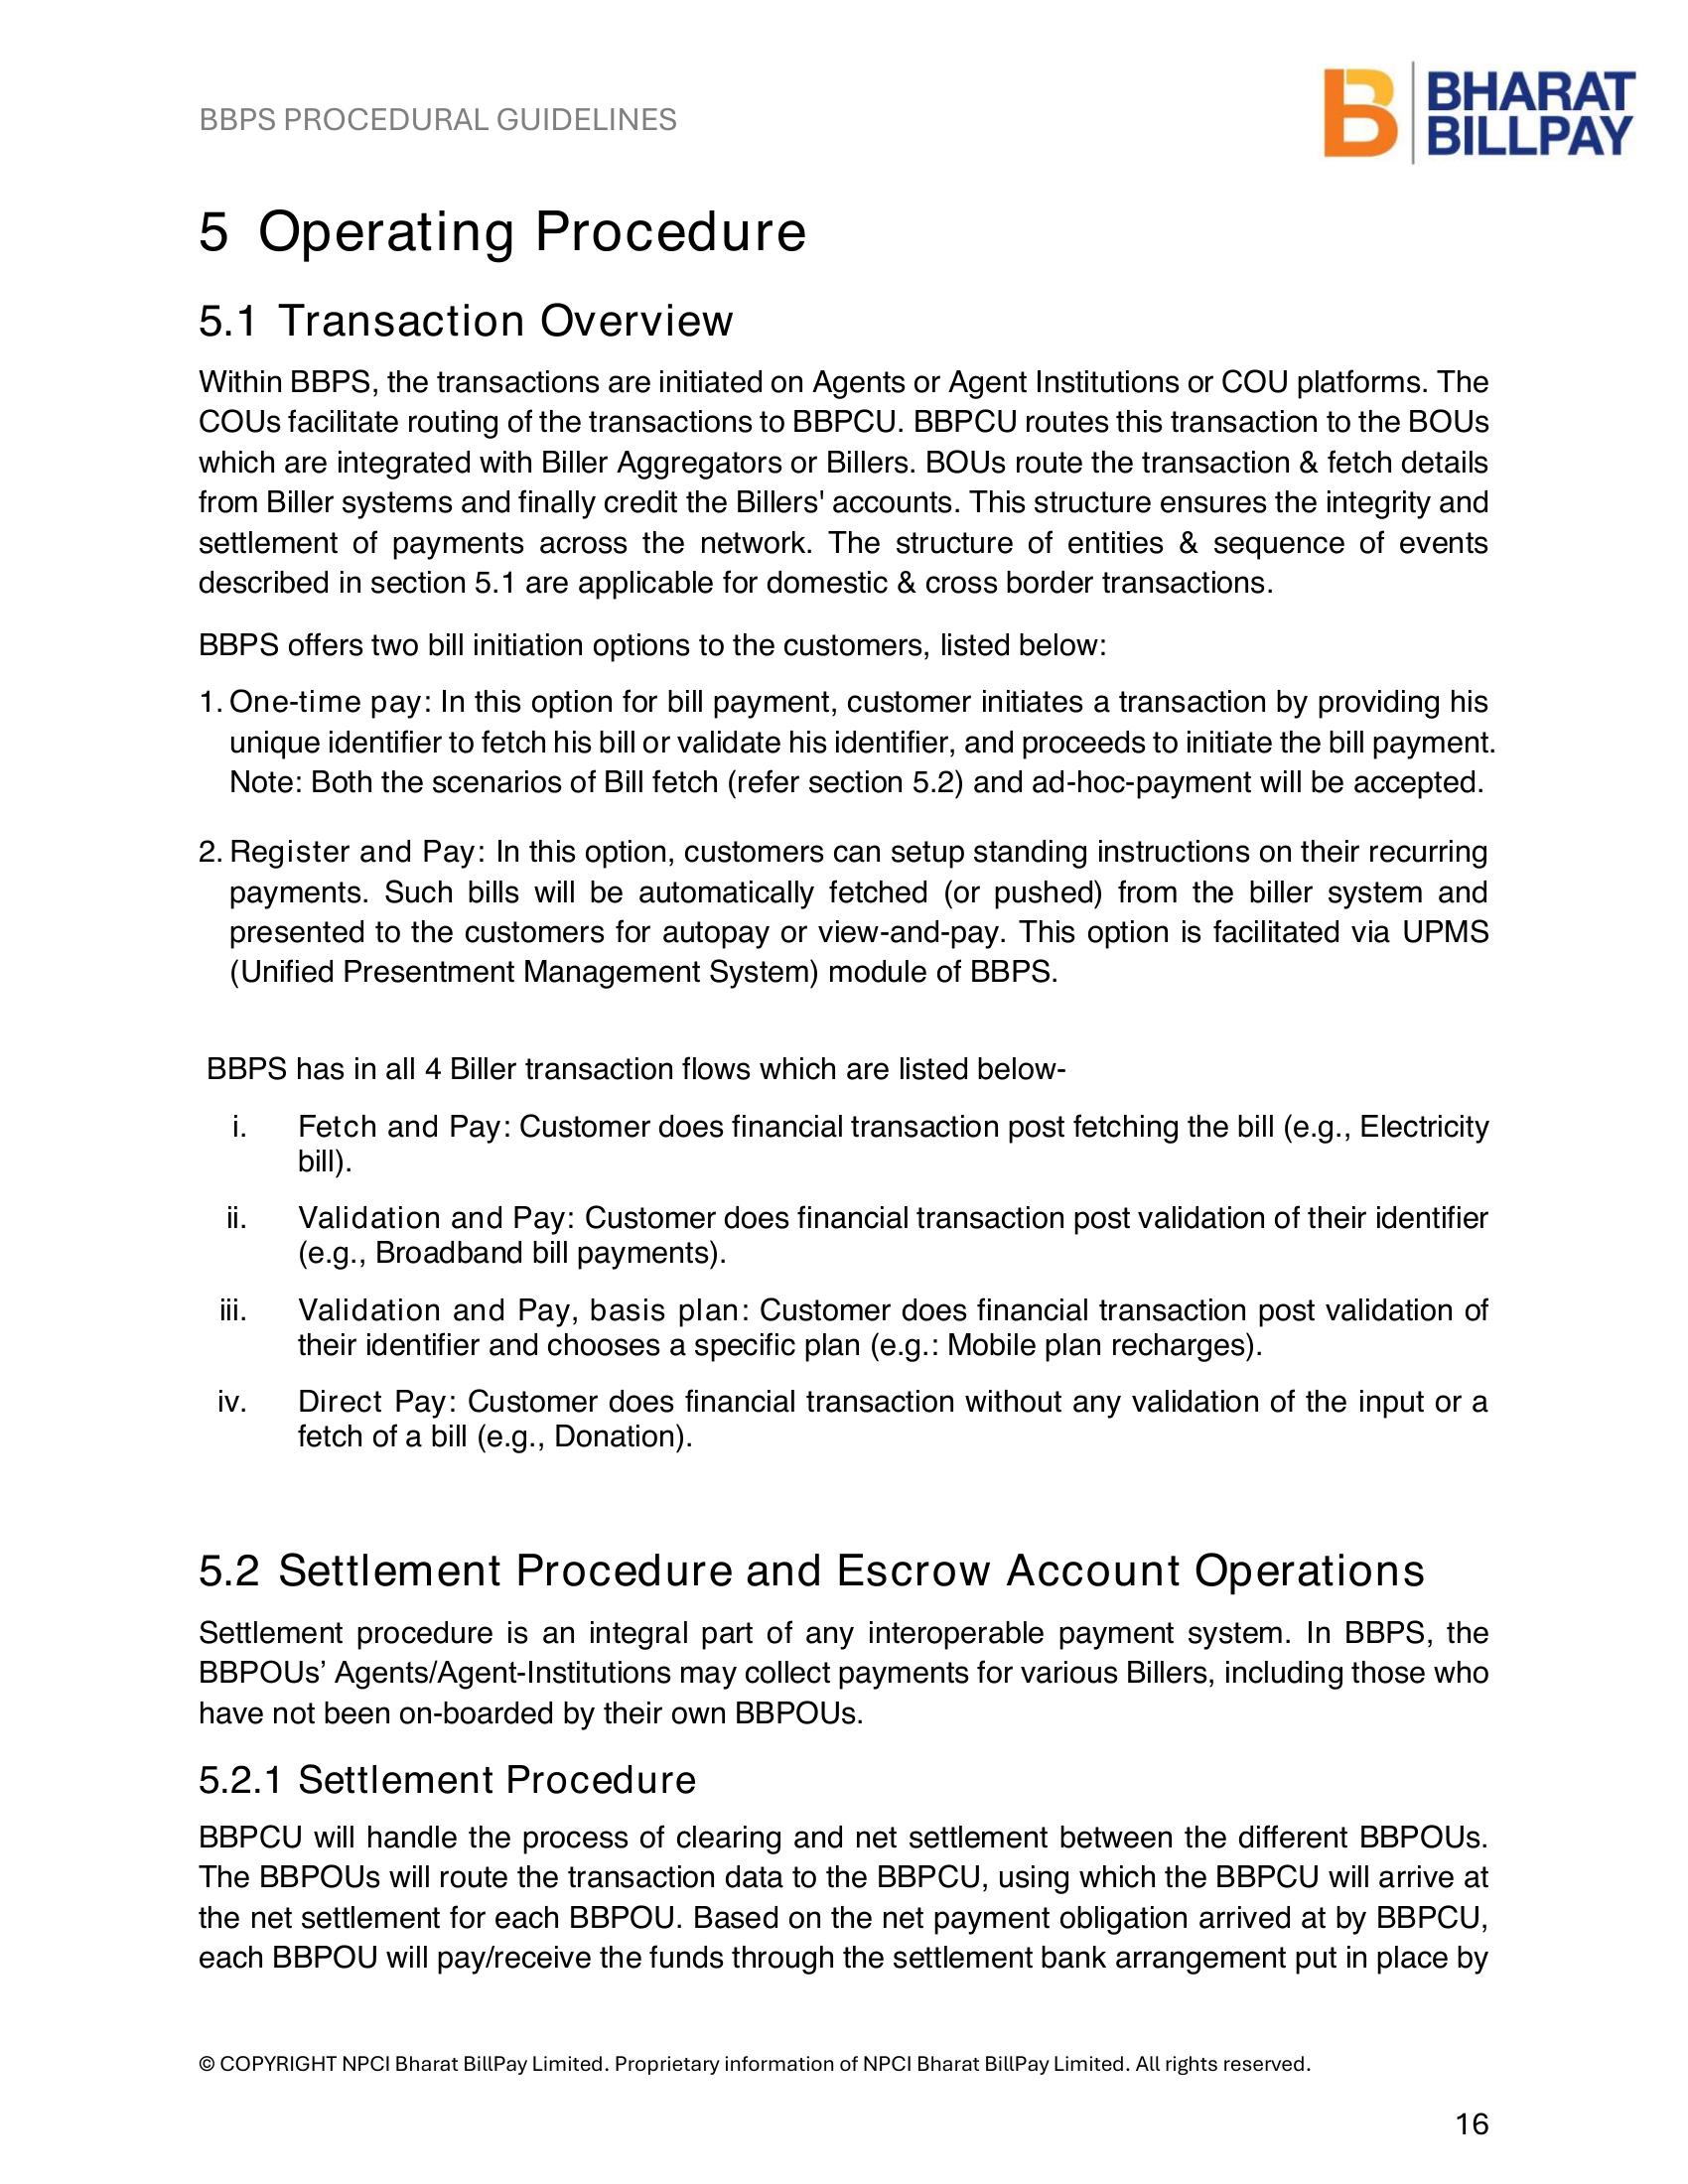 BBPS PROCEDURAL GUIDELINES
BHARAT
BILLPAY
5 Operating Procedure
5.1 Transaction Overview
Within BBPS, the transactions are initiated on Agents or Agent Institutions or COU platforms. The
COUs facilitate routing of the transactions to BBPCU. BBPCU routes this transaction to the BOUs
which are integrated with Biller Aggregators or Billers. BOUs route the transaction & fetch details
from Biller systems and finally credit the Billers' accounts. This structure ensures the integrity and
settlement of payments across the network. The structure of entities & sequence of events
described in section 5.1 are applicable for domestic & cross border transactions.
BBPS offers two bill initiation options to the customers, listed below:
1. One-time pay: In this option for bill payment, customer initiates a transaction by providing his
unique identifier to fetch his bill or validate his identifier, and proceeds to initiate the bill payment.
Note: Both the scenarios of Bill fetch (refer section 5.2) and ad-hoc-payment will be accepted.
2. Register and Pay: In this option, customers can setup standing instructions on their recurring
payments. Such bills will be automatically fetched (or pushed) from the biller system and
presented to the customers for autopay or view-and-pay. This option is facilitated via UPMS
(Unified Presentment Management System) module of BBPS.
BBPS has in all 4 Biller transaction flows which are listed below-
i. Fetch and Pay: Customer does financial transaction post fetching the bill (e.g., Electricity
bill).
ii. Validation and Pay: Customer does financial transaction post validation of their identifier
(e.g., Broadband bill payments).
iii. Validation and Pay, basis plan: Customer does financial transaction post validation of
their identifier and chooses a specific plan (e.g.: Mobile plan recharges).
iv. Direct Pay: Customer does financial transaction without any validation of the input or a
fetch of a bill (e.g., Donation).
5.2 Settlement Procedure and Escrow Account Operations
Settlement procedure is an integral part of any interoperable payment system. In BBPS, the
BBPOUs’ Agents/Agent-Institutions may collect payments for various Billers, including those who
have not been on-boarded by their own BBPOUs.
5.2.1 Settlement Procedure
BBPCU will handle the process of clearing and net settlement between the different BBPOUs.
The BBPOUs will route the transaction data to the BBPCU, using which the BBPCU will arrive at
the net settlement for each BBPOU. Based on the net payment obligation arrived at by BBPCU,
each BBPOU will pay/receive the funds through the settlement bank arrangement put in place by
© COPYRIGHT NPCI Bharat BillPay Limited. Proprietary information of NPCI Bharat BillPay Limited. All rights reserved.
16